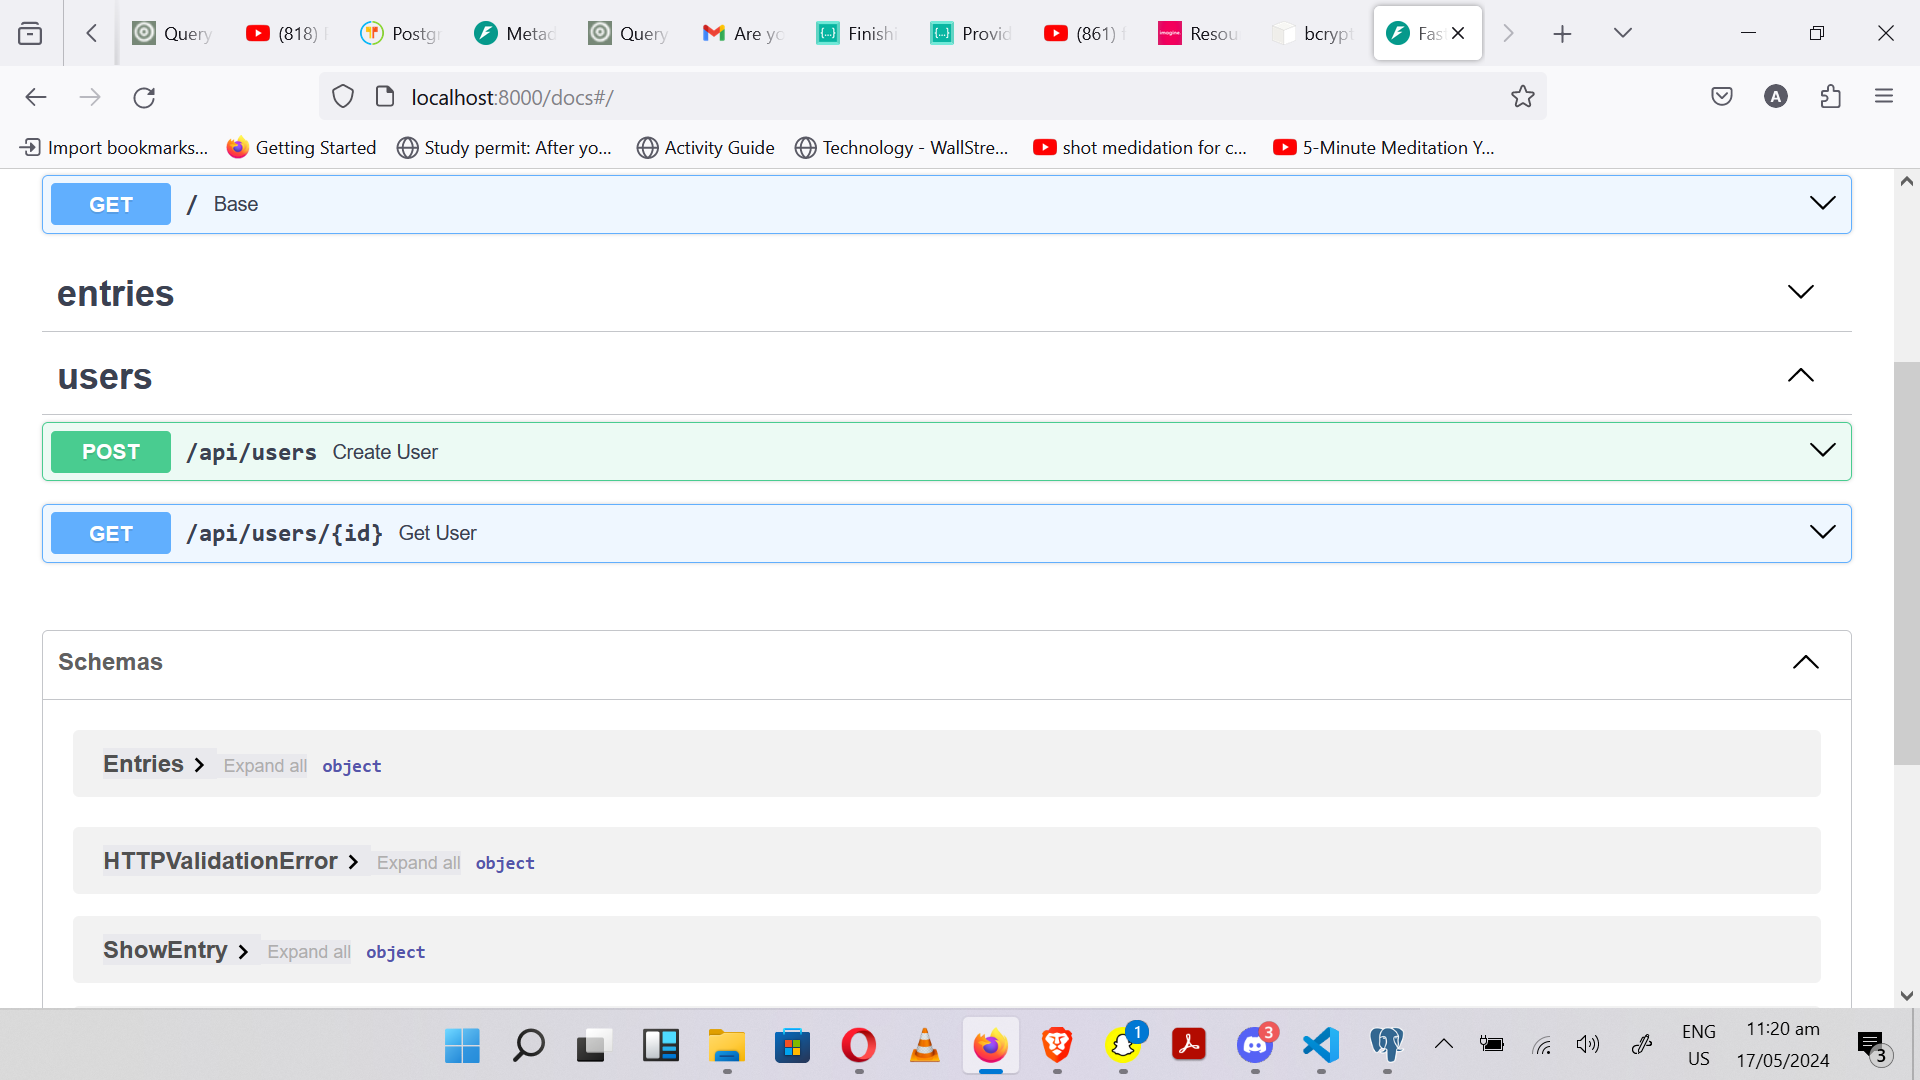 Query
(818)
Postgr
Metad
Query
Are yo
Finishi
Provid
(861) f
Resou
bcrypt
Fas
localhost:8000/docs#/
A
Import bookmarks...
Getting Started
Study permit: After yo...
Activity Guide
Technology - WallStre...
shot medidation for c...
5-Minute Meditation Y...
GET / Base
entries
users
POST /api/users Create User
GET /api/users/{id} Get User
Schemas
Entries Expand all object
HTTPValidationError Expand all object
ShowEntry Expand all object
1
3
ENG
US
11:20 am
17/05/2024
3